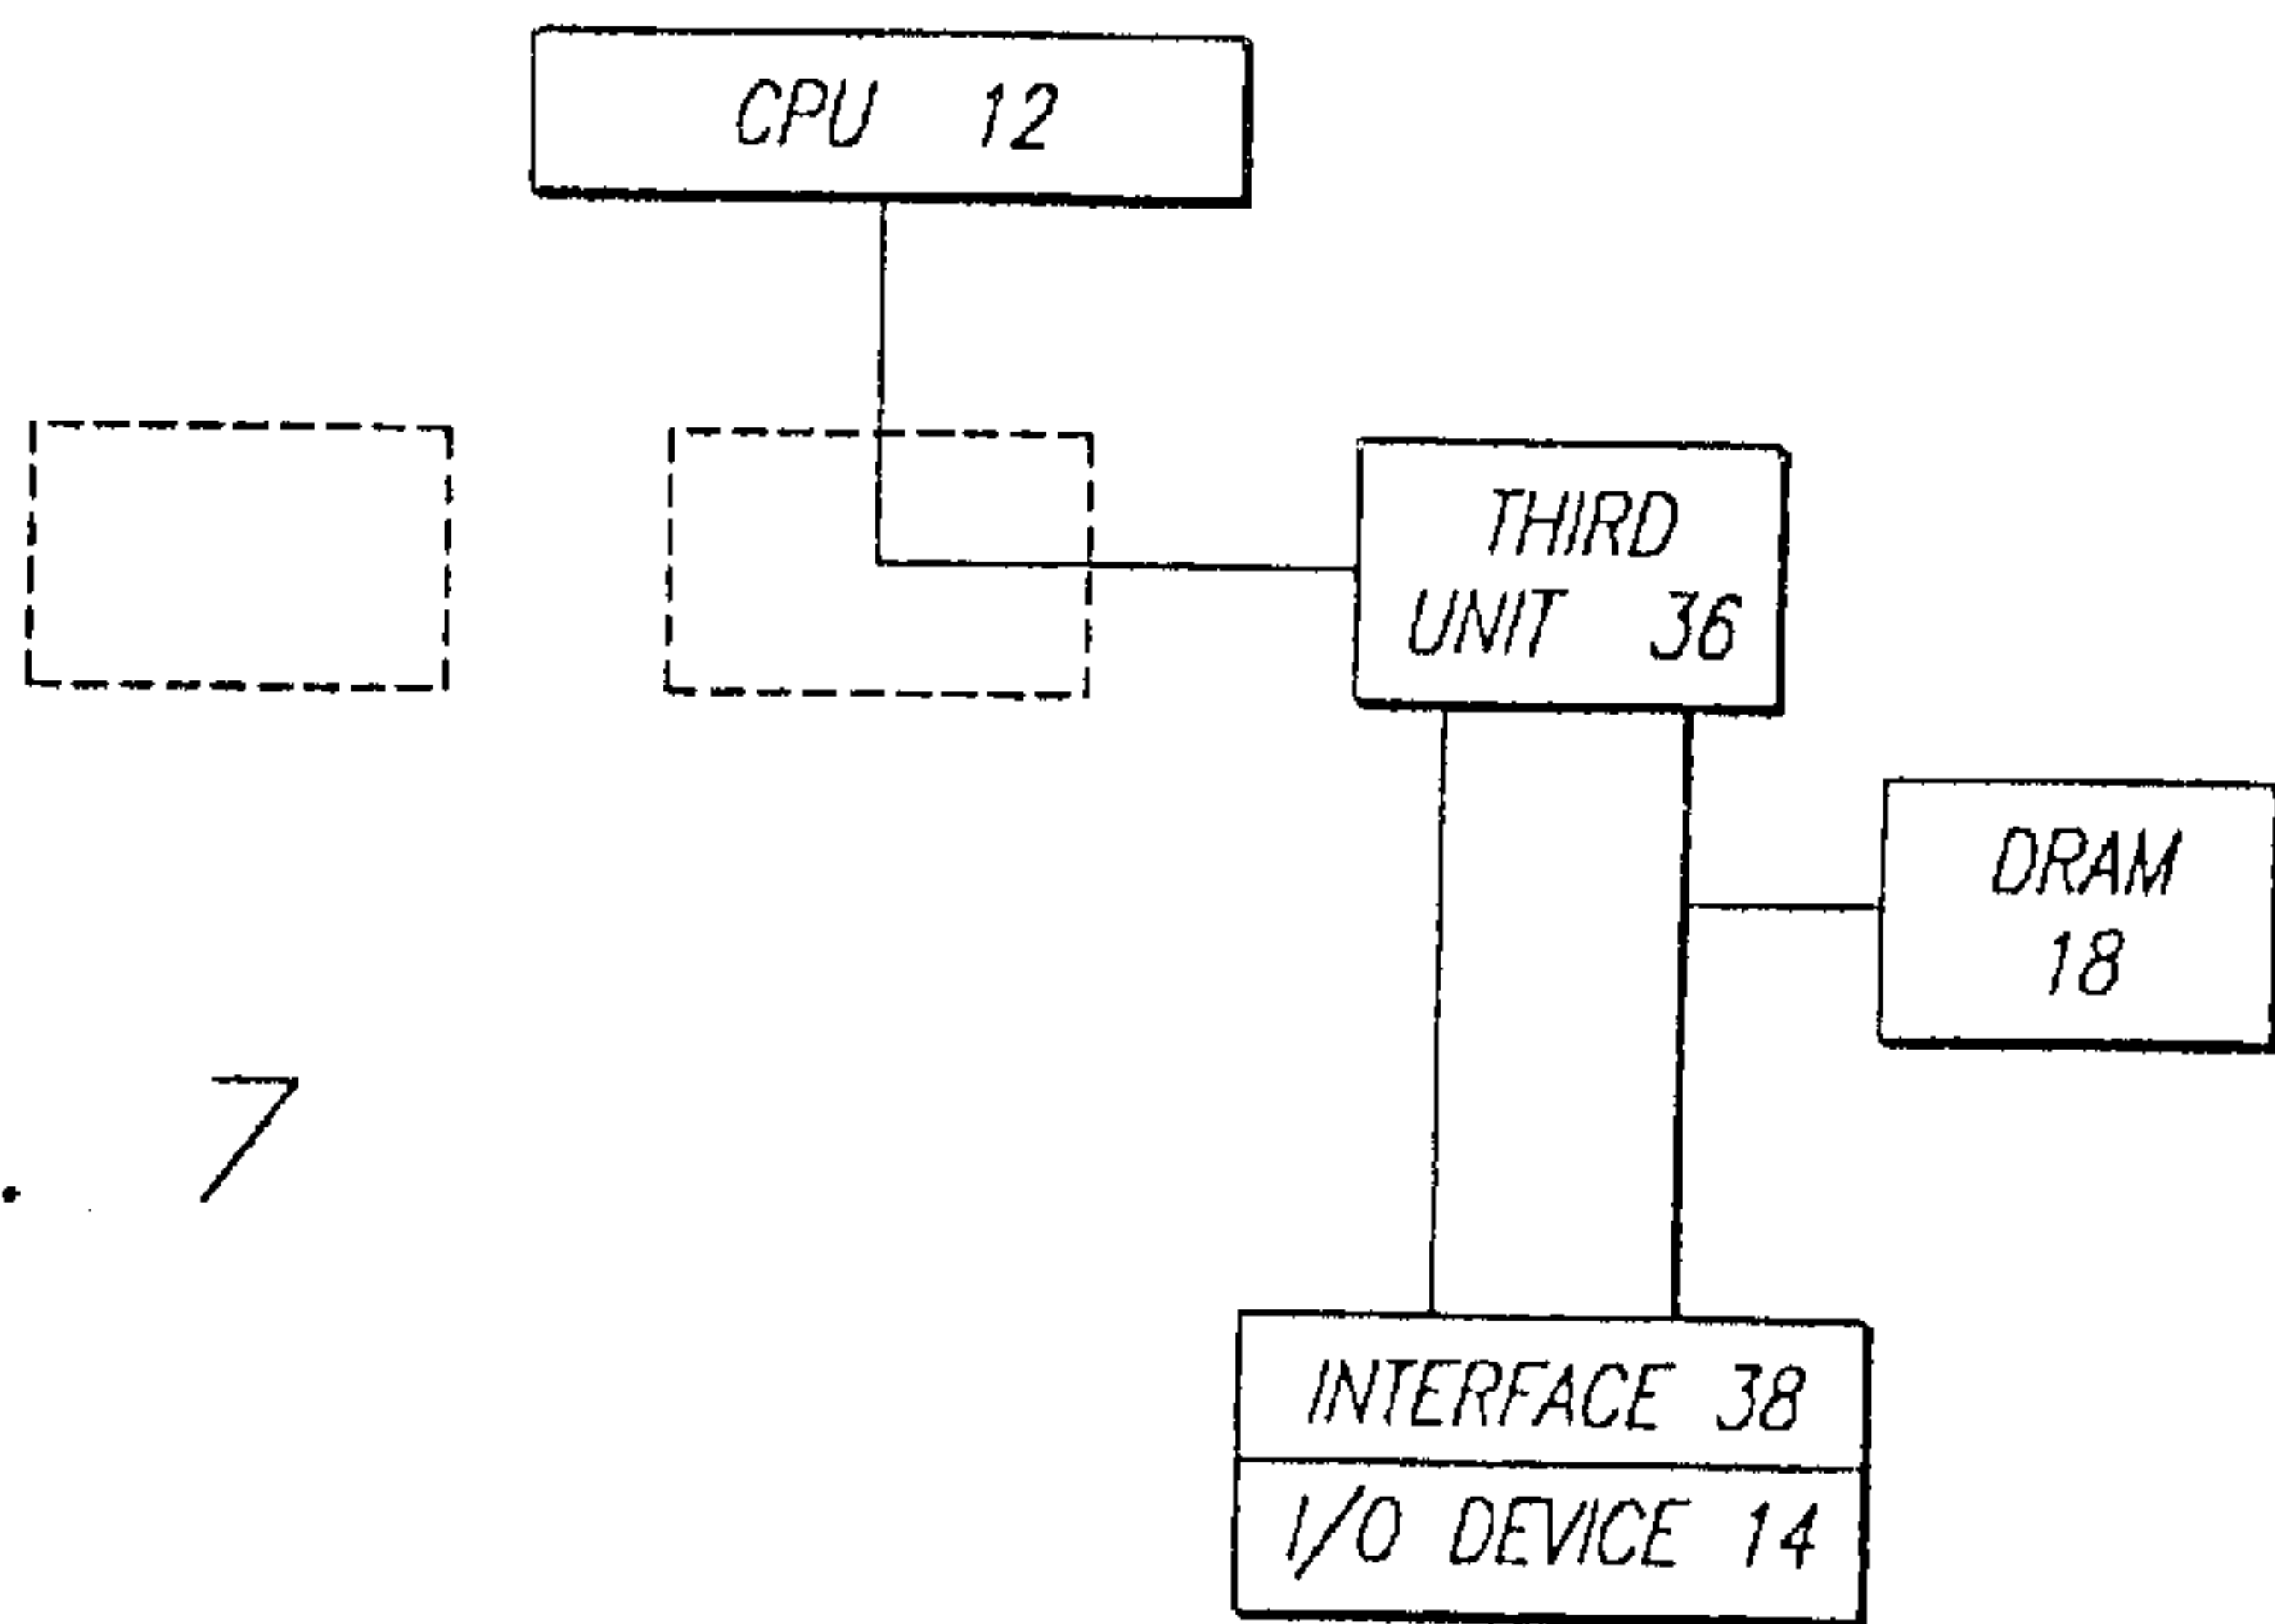 CPU 12
THIRD
UNIT 36
DRAM
18
. 7
INTERFACE 38
I/O DEVICE 14